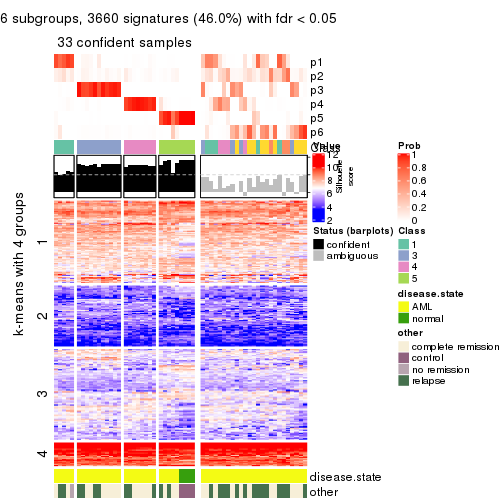 6 subgroups, 3660 signatures (46.0%) with fdr < 0.05
33 confident samples
p1
p2
p3
p4
p5
p6
Class
Silhouette
score
k-means with 4 groups
1
2
3
4
disease.state
other
12
10
8
6
4
2
Prob
1
0.8
0.6
0.4
0.2
0
Status (barplots)
confident
ambiguous
Class
1
3
4
5
disease.state
AML
normal
other
complete remission
control
no remission
relapse